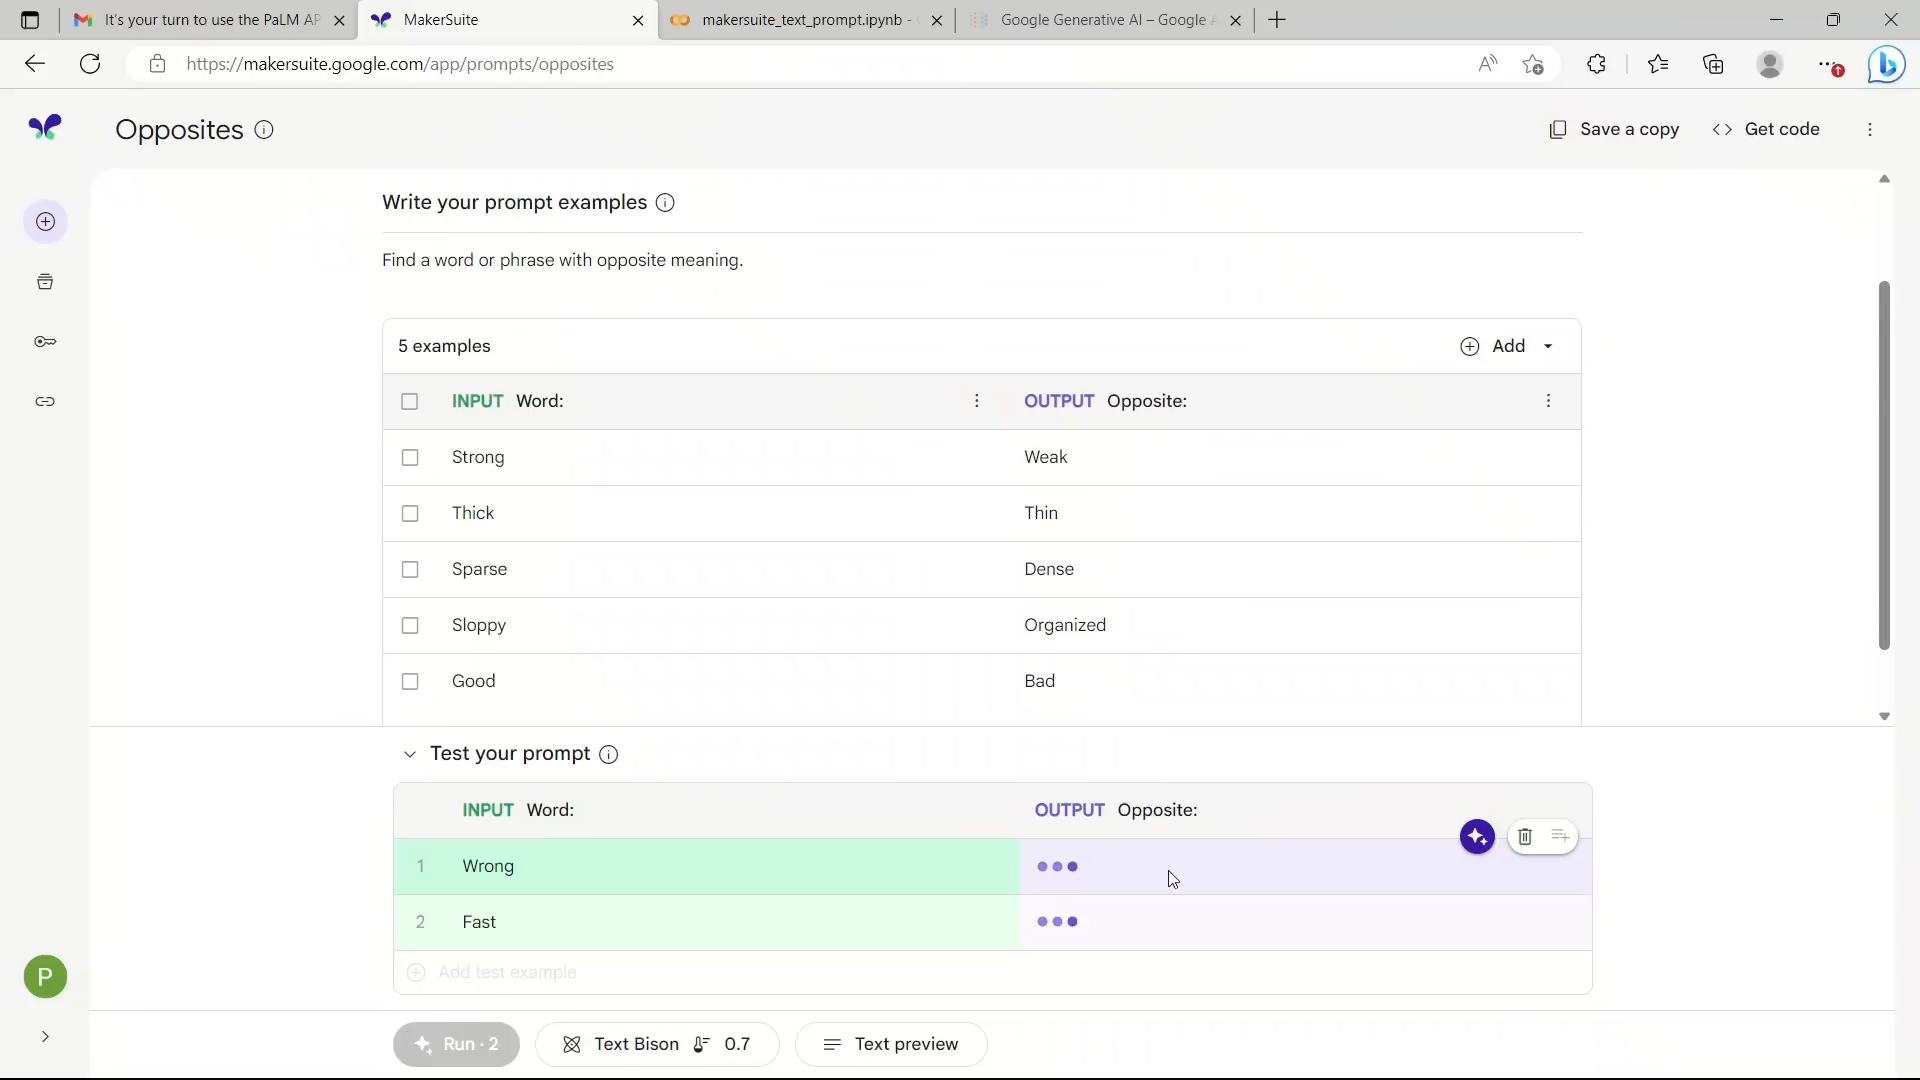 It's your turn to use the PaLM AP
MakerSuite
makersuite_text_prompt.ipynb -
Google Generative AI – Google A
https://makersuite.google.com/app/prompts/opposites
Opposites
Save a copy
Get code
Write your prompt examples
Find a word or phrase with opposite meaning.
5 examples
Add
INPUT Word:
OUTPUT Opposite:
Strong
Weak
Thick
Thin
Sparse
Dense
Sloppy
Organized
Good
Bad
Test your prompt
INPUT Word:
OUTPUT Opposite:
1 Wrong
2 Fast
Add test example
P
Run · 2
Text Bison 0.7
Text preview